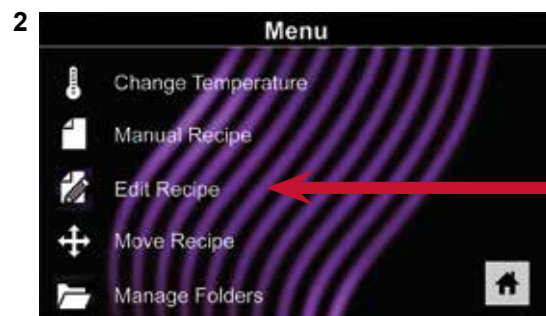 2
Menu
Change Temperature
Manual Recipe
Edit Recipe
Move Recipe
Manage Folders